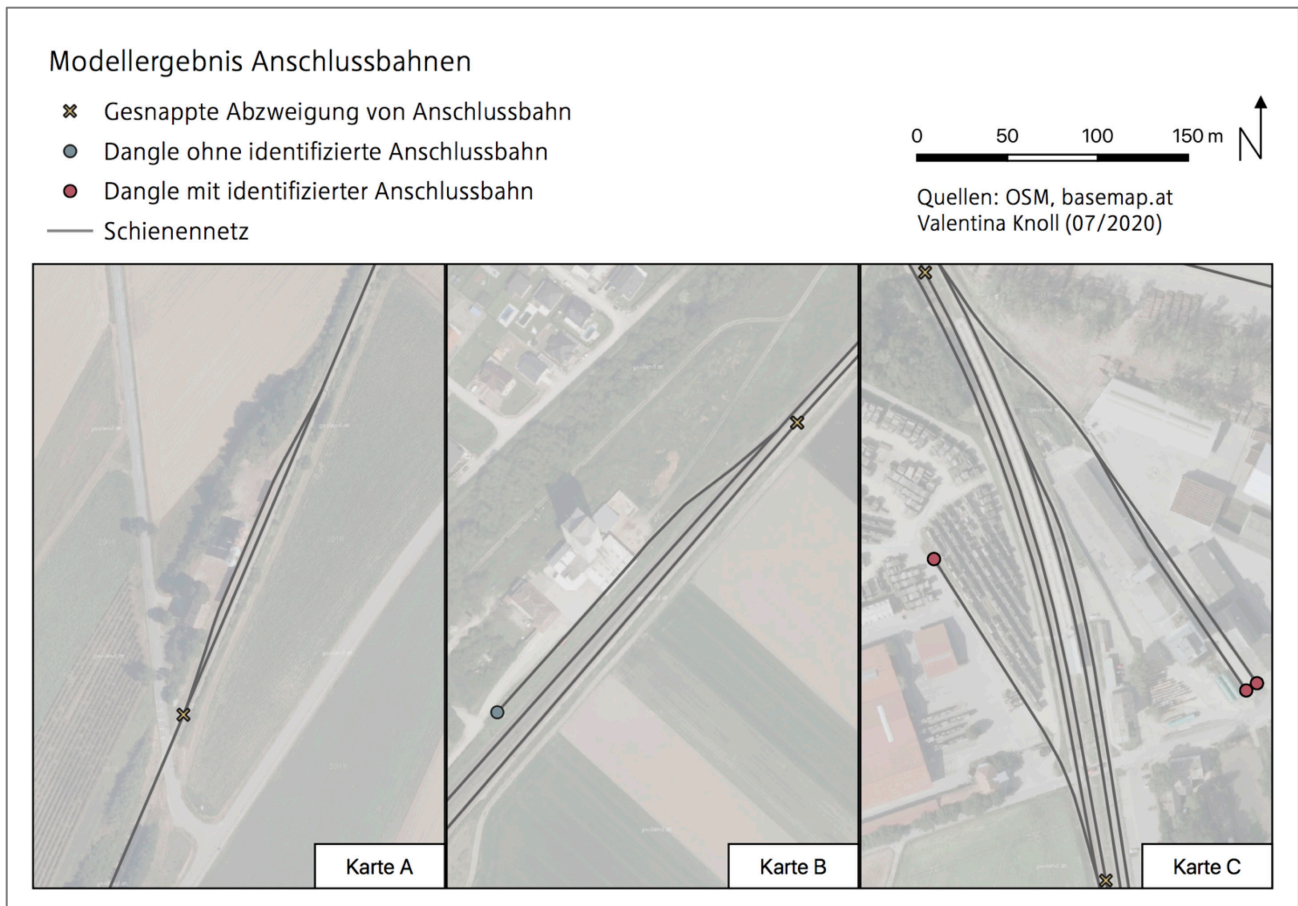 Modellergebnis Anschlussbahnen
Gesnappte Abzweigung von Anschlussbahn
Dangle ohne identifizierte Anschlussbahn
Dangle mit identifizierter Anschlussbahn
Schienennetz
0 50 100 150 m
N
Quellen: OSM, basemap.at
Valentina Knoll (07/2020)
Karte A
Karte B
Karte C